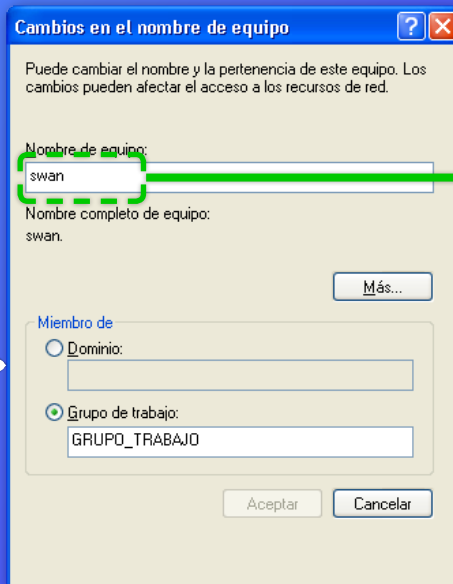 Cambios en el nombre de equipo
Puede cambiar el nombre y la pertenencia de este equipo. Los
cambios pueden afectar el acceso a los recursos de red.
Nombre de equipo:
swan
Nombre completo de equipo:
swan.
Más...
Miembro de
Dominio:
Grupo de trabajo:
GRUPO_TRABAJO
Aceptar
Cancelar